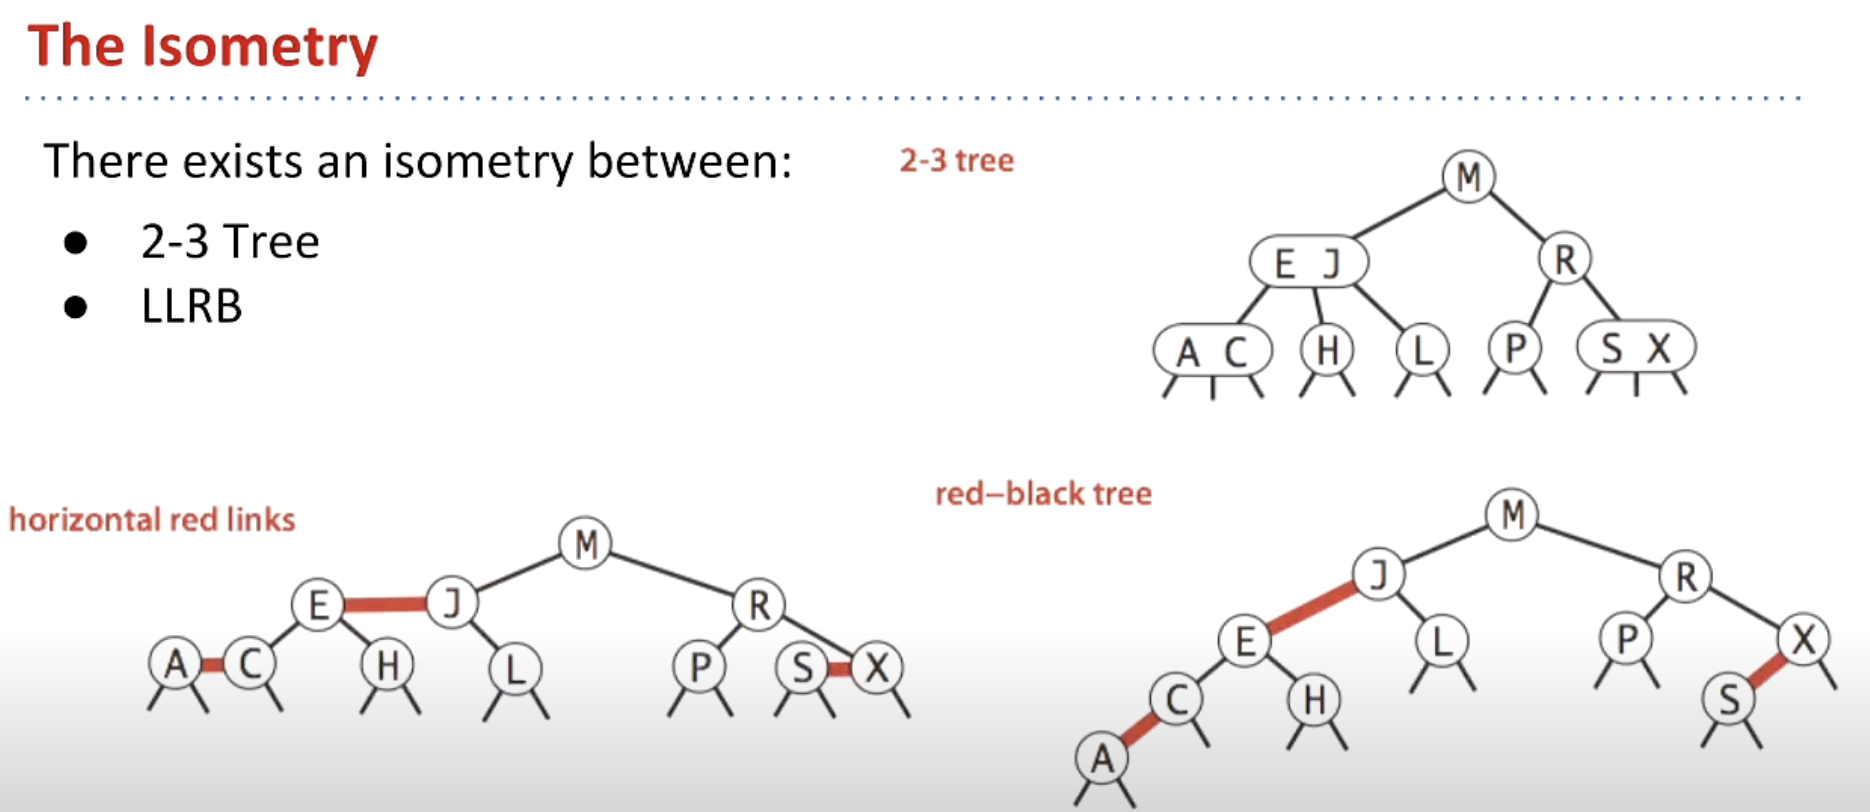 The Isometry
There exists an isometry between:
● 2-3 Tree
● LLRB
2-3 tree
M
E J R
A C H L P S X
horizontal red links
M
E J R
A C H L P S X
red–black tree
M
J R
E L P X
C H S
A